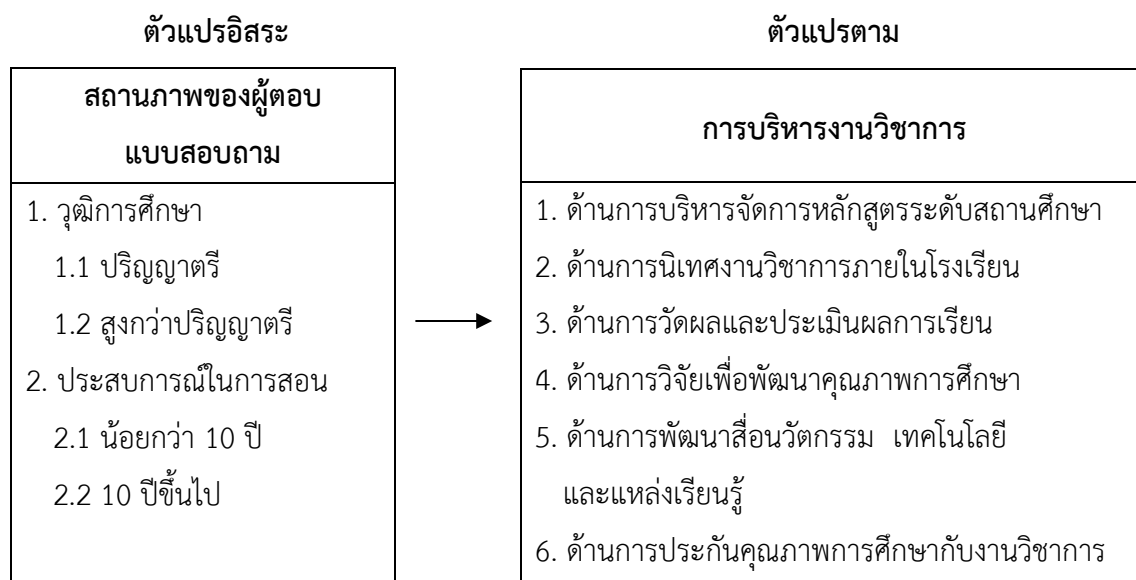 ตัวแปรอิสระ
ตัวแปรตาม
สถานภาพของผู้ตอบ
แบบสอบถาม
1. วุฒิการศึกษา
1.1 ปริญญาตรี
1.2 สูงกว่าปริญญาตรี
2. ประสบการณ์ในการสอน
2.1 น้อยกว่า 10 ปี
2.2 10 ปีขึ้นไป
การบริหารงานวิชาการ
1. ด้านการบริหารจัดการหลักสูตรระดับสถานศึกษา
2. ด้านการนิเทศงานวิชาการภายในโรงเรียน
3. ด้านการวัดผลและประเมินผลการเรียน
4. ด้านการวิจัยเพื่อพัฒนาคุณภาพการศึกษา
5. ด้านการพัฒนาสื่อนวัตกรรม เทคโนโลยี
และแหล่งเรียนรู้
6. ด้านการประกันคุณภาพการศึกษากับงานวิชาการ